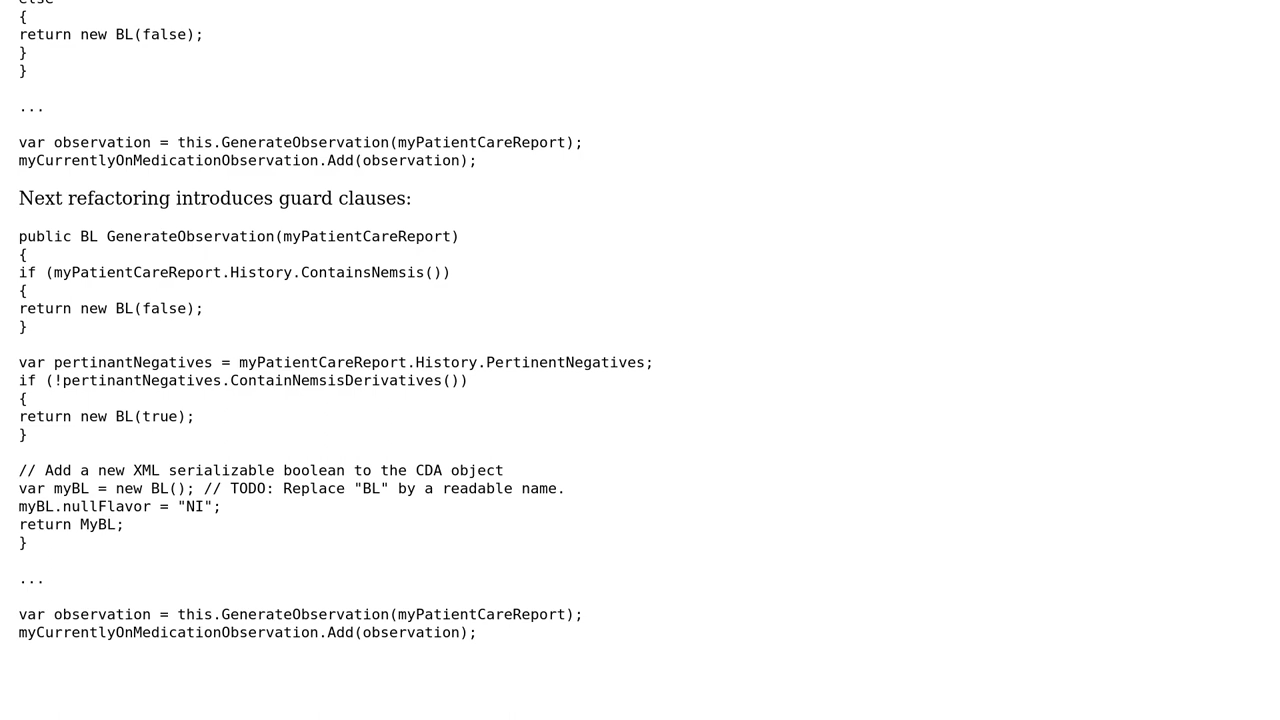 else
{
return new BL(false);
}
}
...
var observation = this.GenerateObservation(myPatientCareReport);
myCurrentlyOnMedicationObservation.Add(observation);
Next refactoring introduces guard clauses:
public BL GenerateObservation(myPatientCareReport)
{
if (myPatientCareReport.History.ContainsNemsis())
{
return new BL(false);
}
var pertinantNegatives = myPatientCareReport.History.PertinentNegatives;
if (!pertinantNegatives.ContainNemsisDerivatives())
{
return new BL(true);
}
// Add a new XML serializable boolean to the CDA object
var myBL = new BL(); // TODO: Replace "BL" by a readable name.
myBL.nullFlavor = "NI";
return MyBL;
}
...
var observation = this.GenerateObservation(myPatientCareReport);
myCurrentlyOnMedicationObservation.Add(observation);